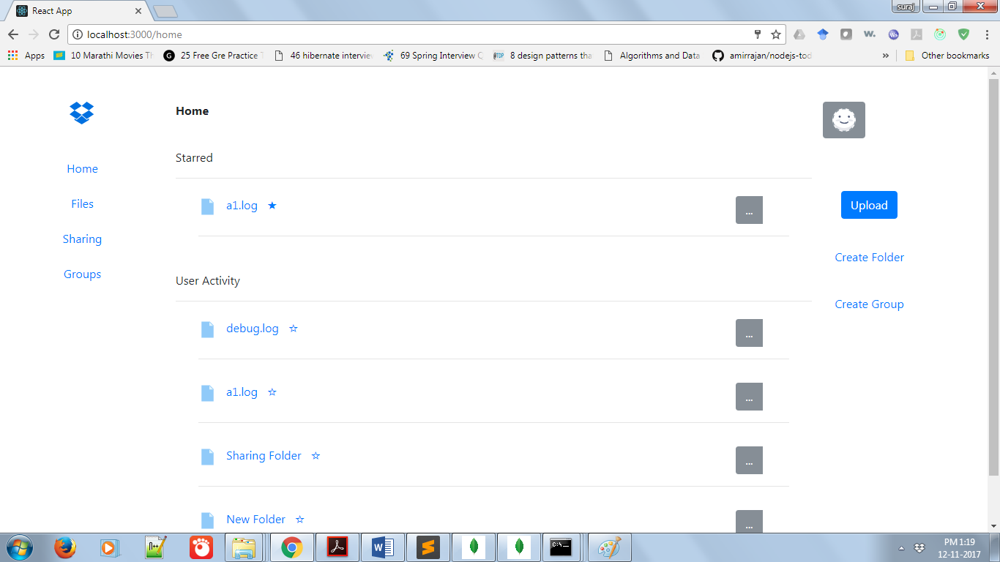 React App
suraj
localhost:3000/home
Apps
10 Marathi Movies Th
25 Free Gre Practice T
46 hibernate interview
69 Spring Interview Q
8 design patterns tha
Algorithms and Data
amirrajan/nodejs-tod
»
Other bookmarks
Home
Starred
a1.log
...
User Activity
debug.log
...
a1.log
...
Sharing Folder
...
New Folder
...
Home
Files
Sharing
Groups
Upload
Create Folder
Create Group
PM 1:19
12-11-2017